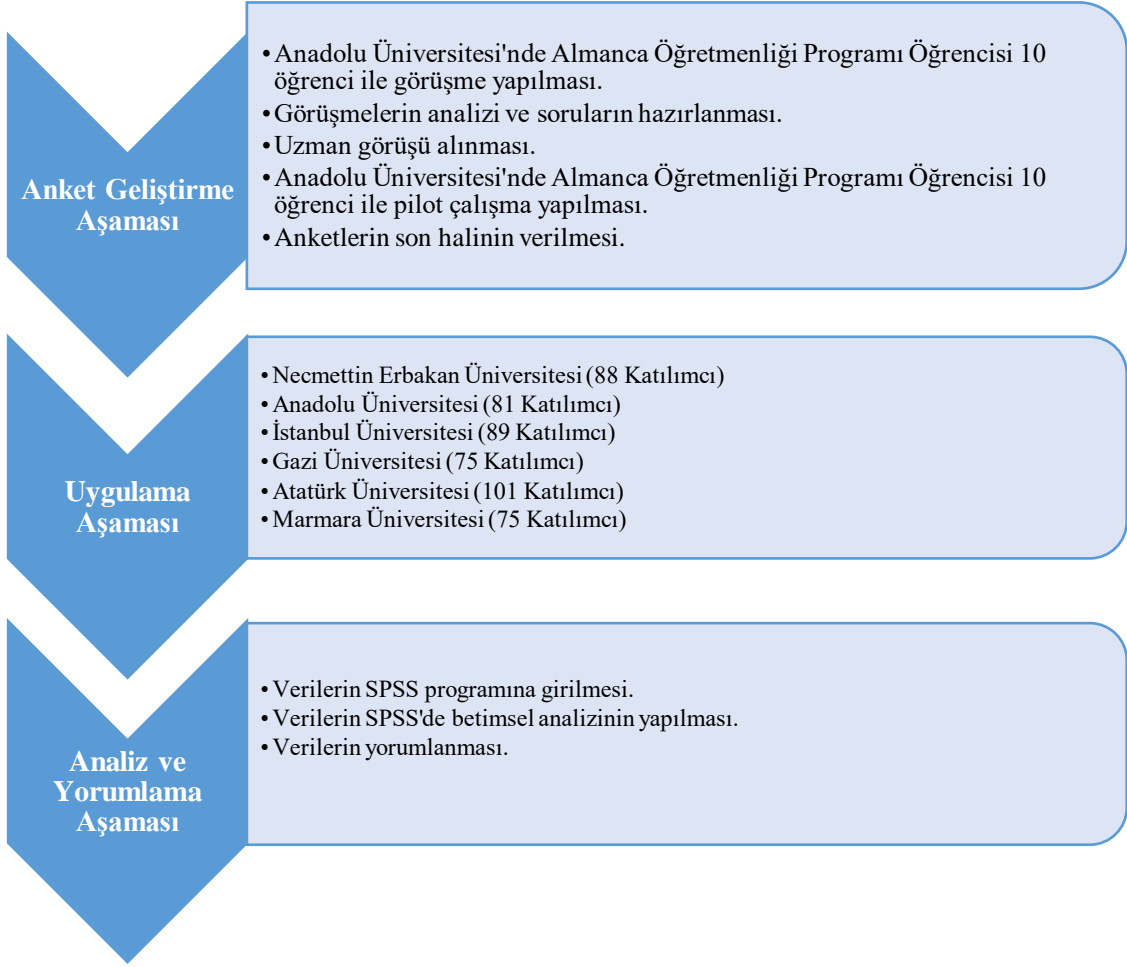 Anket Geliştirme
Aşaması
•Anadolu Üniversitesi'nde Almanca Öğretmenliği Programı Öğrencisi 10
öğrenci ile görüşme yapılması.
•Görüşmelerin analizi ve soruların hazırlanması.
•Uzman görüşü alınması.
•Anadolu Üniversitesi'nde Almanca Öğretmenliği Programı Öğrencisi 10
öğrenci ile pilot çalışma yapılması.
•Anketlerin son halinin verilmesi.
Uygulama
Aşaması
•Necmettin Erbakan Üniversitesi (88 Katılımcı)
•Anadolu Üniversitesi (81 Katılımcı)
•İstanbul Üniversitesi (89 Katılımcı)
•Gazi Üniversitesi (75 Katılımcı)
•Atatürk Üniversitesi (101 Katılımcı)
•Marmara Üniversitesi (75 Katılımcı)
Analiz ve
Yorumlama
Aşaması
•Verilerin SPSS programına girilmesi.
•Verilerin SPSS'de betimsel analizinin yapılması.
•Verilerin yorumlanması.